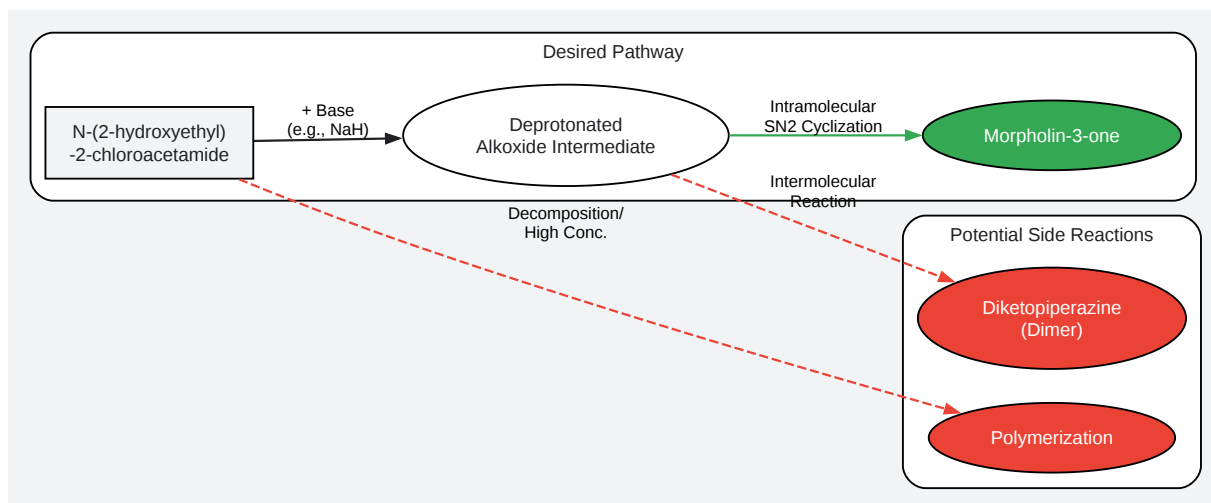 Desired Pathway
N-(2-hydroxyethyl)
-2-chloroacetamide
+ Base
(e.g., NaH)
Deprotonated
Alkoxide Intermediate
Intramolecular
SN2 Cyclization
Morpholin-3-one
Intermolecular
Reaction
Decomposition/
High Conc.
Potential Side Reactions
Diketopiperazine
(Dimer)
Polymerization